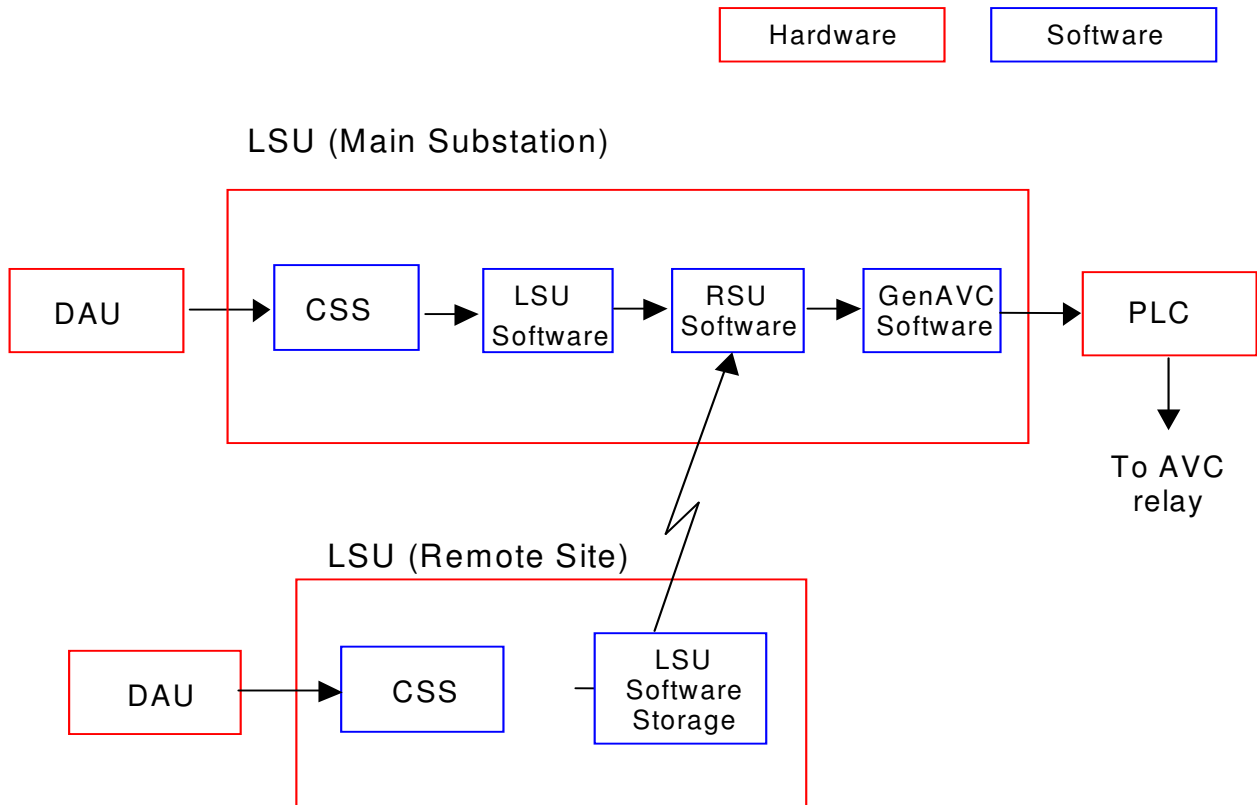 Hardware
Software
LSU (Main Substation)
DAU
CSS
LSU
Software
RSU
Software
GenAVC
Software
PLC
To AVC
relay
LSU (Remote Site)
DAU
CSS
LSU
Software
Storage